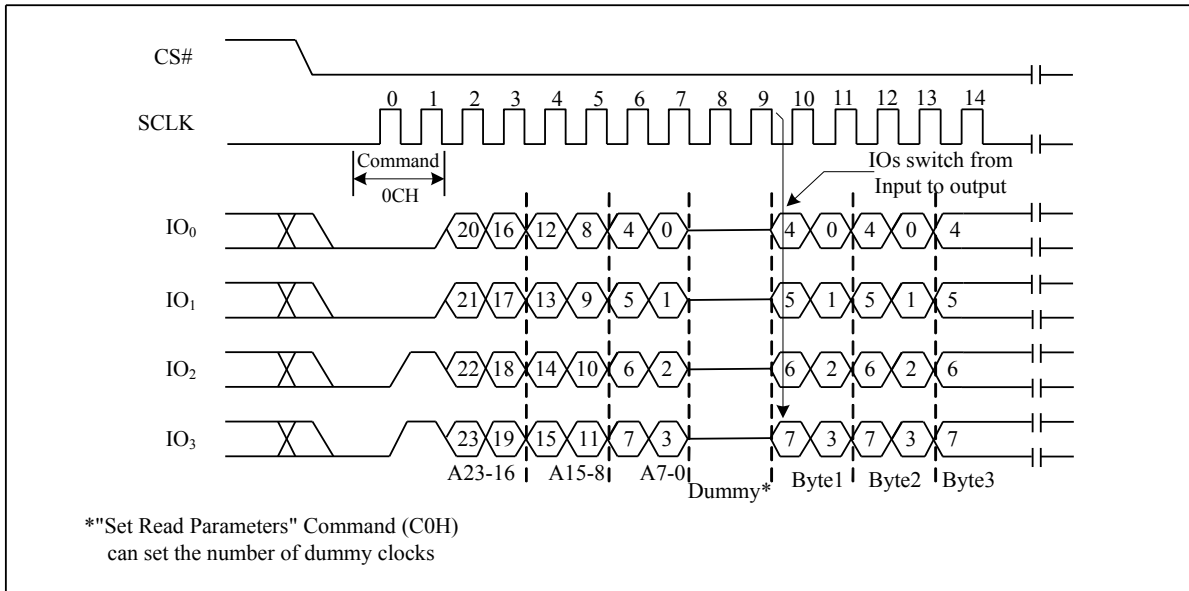 CS#
0 1 2 3 4 5 6 7 8 9 10 11 12 13 14
SCLK
Command
0CH
IOs switch from
Input to output
IO0 20 16 12 8 4 0 4 0 4 0 4
IO1 21 17 13 9 5 1 5 1 5 1 5
IO2 22 18 14 10 6 2 6 2 6 2 6
IO3 23 19 15 11 7 3 7 3 7 3 7
A23-16 A15-8 A7-0 Dummy* Byte1 Byte2 Byte3
*"Set Read Parameters" Command (C0H)
can set the number of dummy clocks